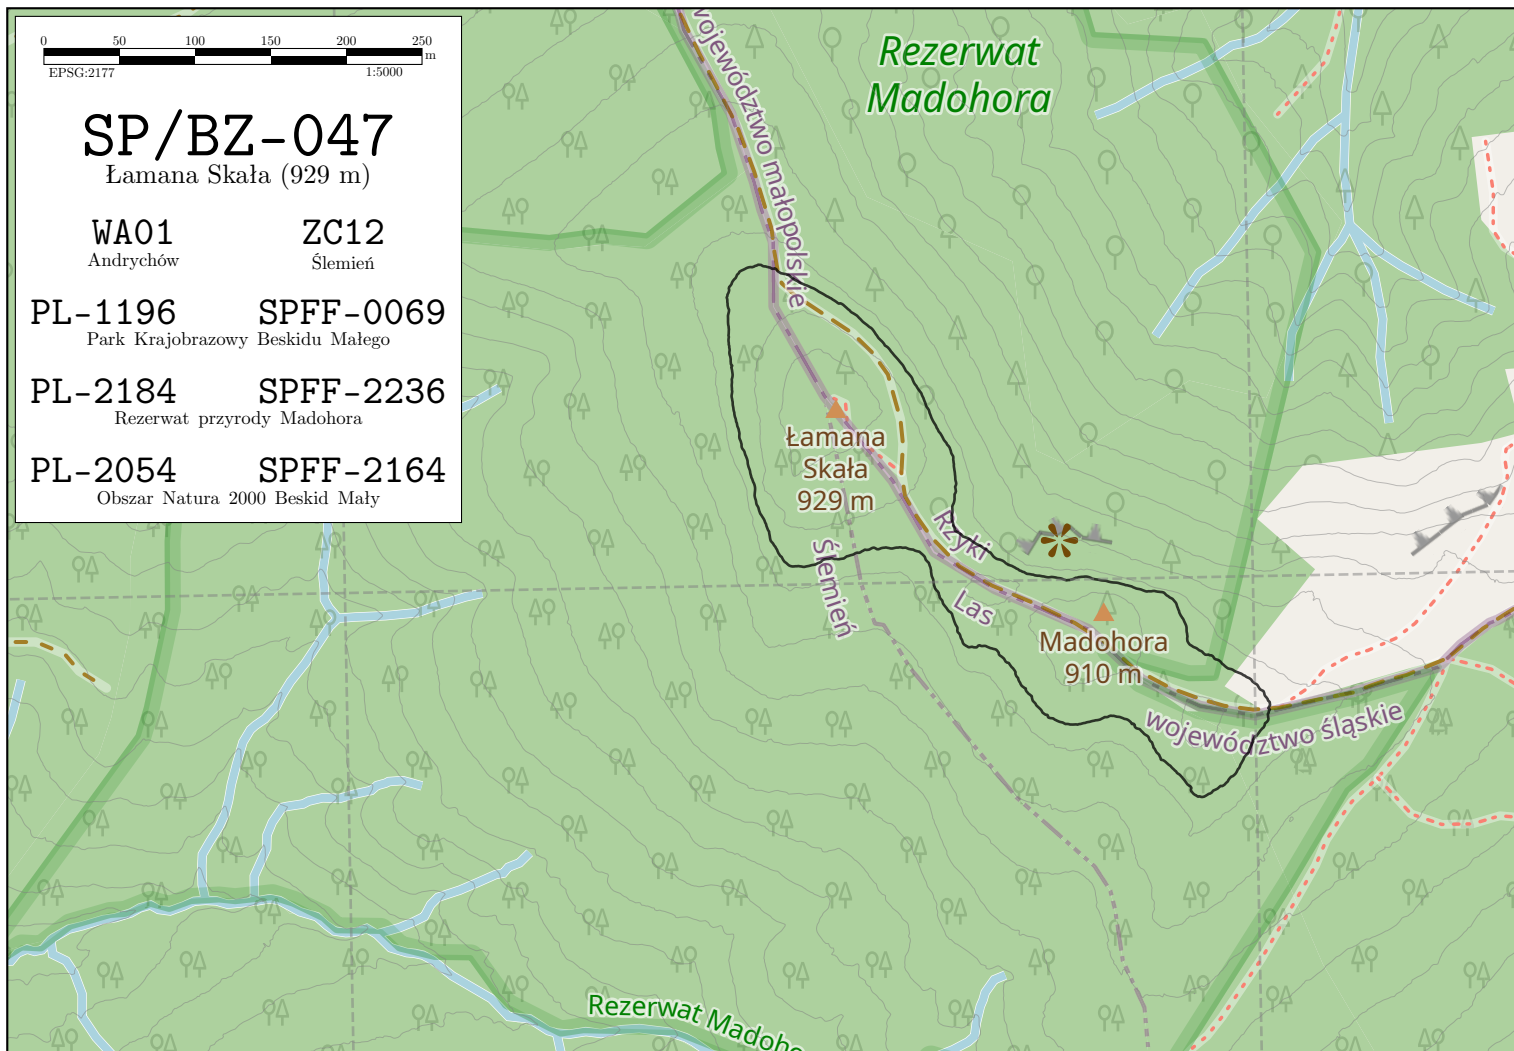 0 50 100 150 200 250
m
EPSG:2177 1:5000
SP/BZ-047
Łamana Skała (929 m)
WA01 ZC12
Andrychów Ślemień
PL-1196 SPFF-0069
Park Krajobrazowy Beskidu Małego
PL-2184 SPFF-2236
Rezerwat przyrody Madohora
PL-2054 SPFF-2164
Obszar Natura 2000 Beskid Mały
województwo małopolskie
Rezerwat
Madohora
Łamana
Skała
929 m
Rzyki
Ślemień
Las
Madohora
910 m
województwo śląskie
Rezerwat Madoho